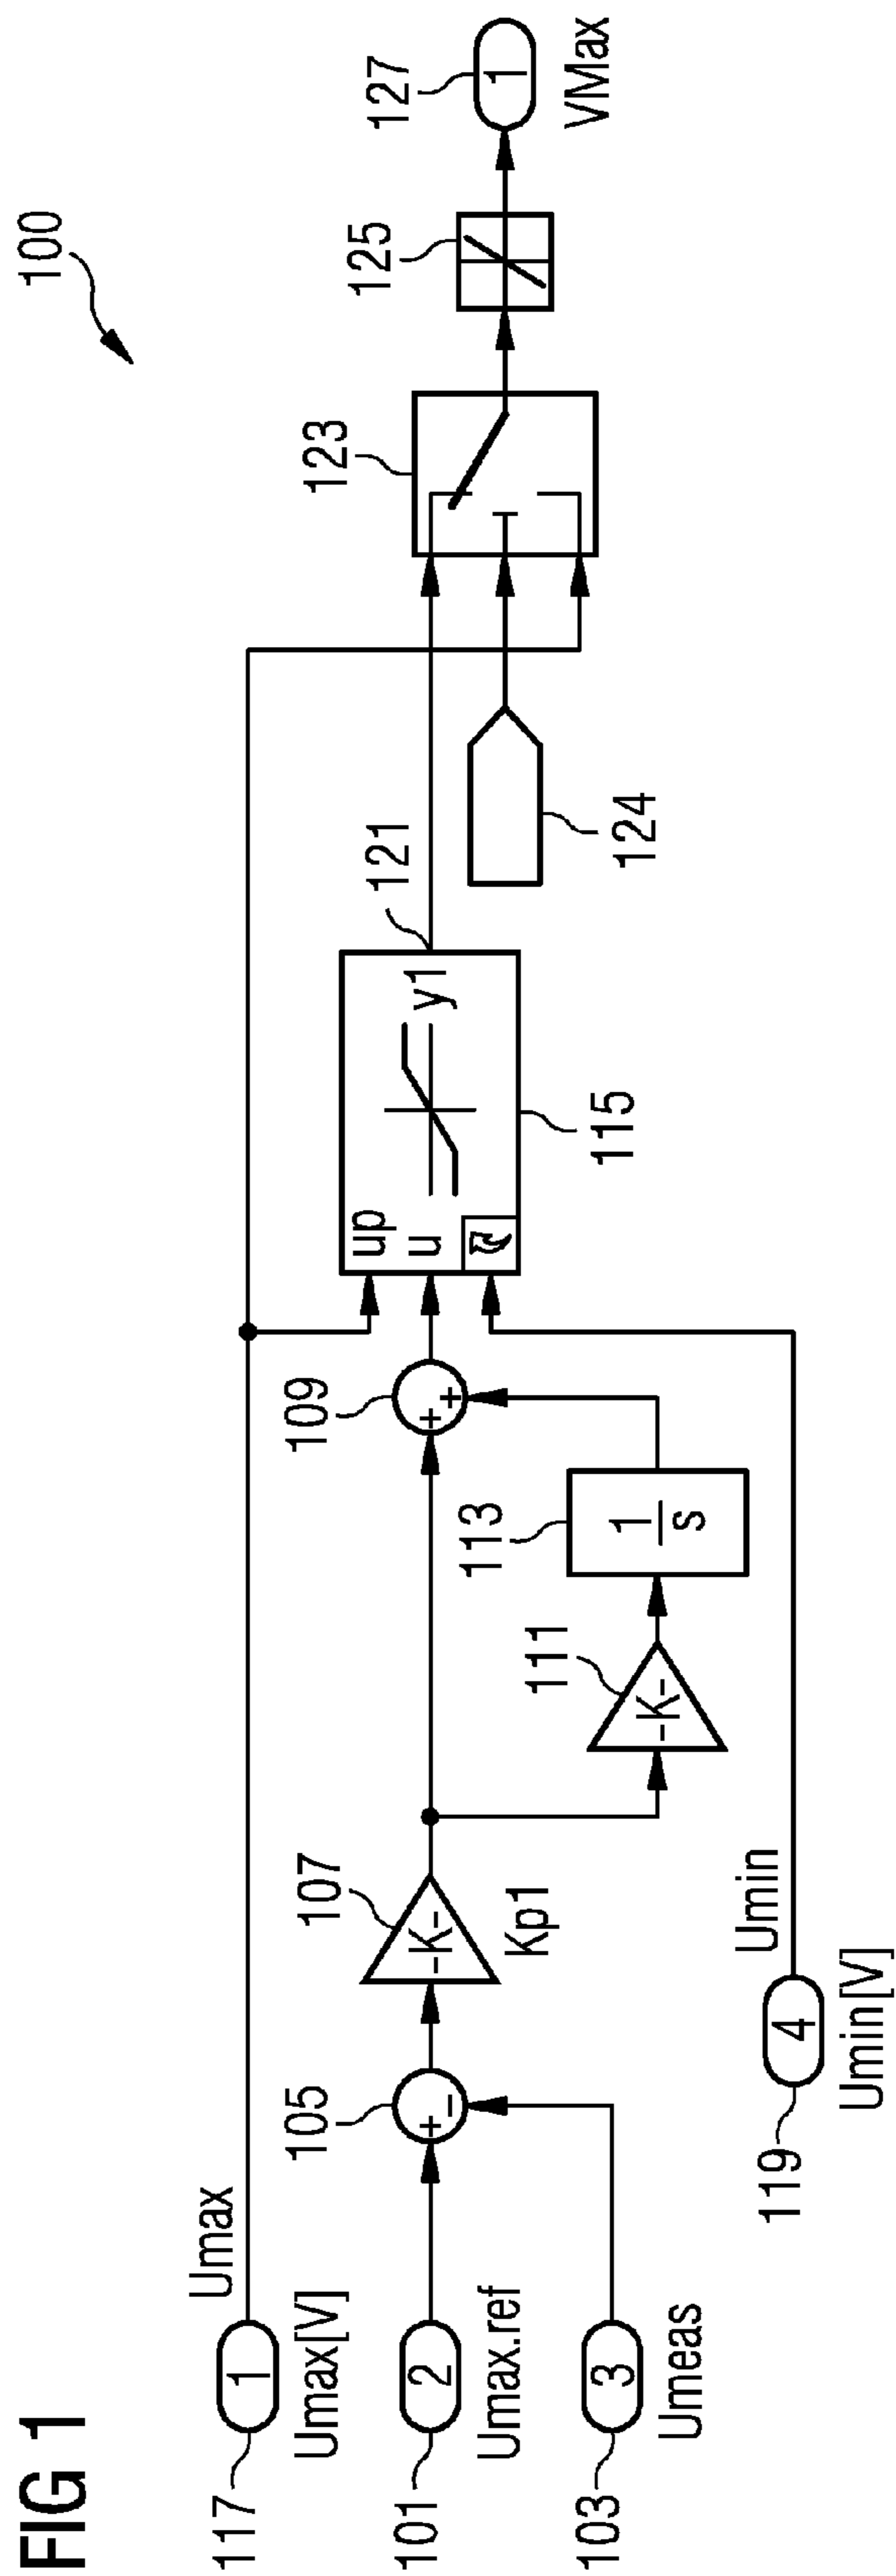 FIG 1
100
117
1
Umax[V]
Umax
101
2
Umax.ref
103
3
Umeas
105
+
−
107
-K-
Kp1
111
-K-
113
1
s
109
+
+
119
4
Umin[V]
Umin
up
u
y1
115
121
124
123
125
127
1
VMax